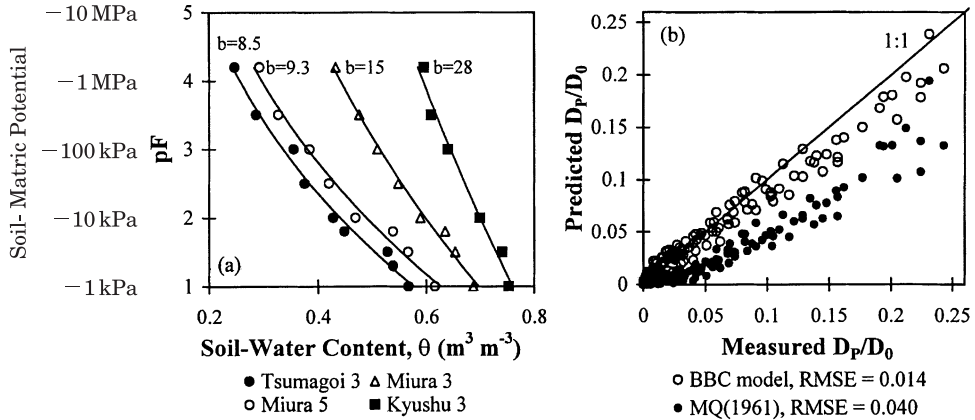 Soil- Matric Potential
−10 MPa
−1MPa
−100 kPa
−10 kPa
−1 kPa
pF
5
4
3
2
1
b=8.5
b=9.3
b=15
b=28
(a)
0.2 0.4 0.6 0.8
Soil-Water Content, θ (m³ m⁻³)
● Tsumagoi 3 △ Miura 3
○ Miura 5 ■ Kyushu 3
Predicted D_P/D_0
0.25
0.20
0.15
0.1
0.05
0
(b)
1:1
0 0.05 0.1 0.15 0.2 0.25
Measured D_P/D_0
○ BBC model, RMSE = 0.014
● MQ(1961), RMSE = 0.040